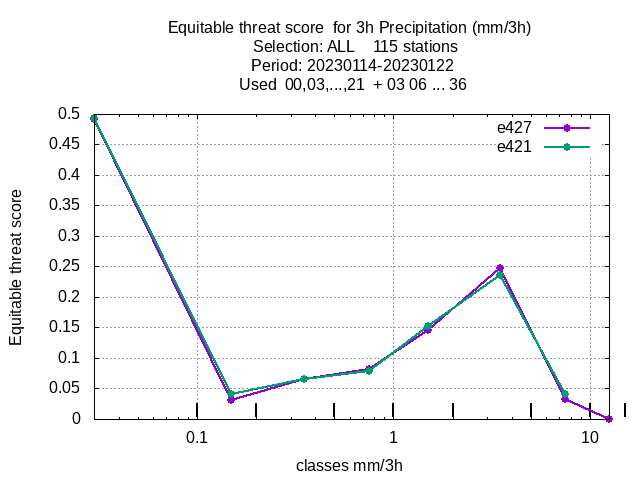 Equitable threat score  for 3h Precipitation (mm/3h)
Selection: ALL    115 stations
Period: 20230114-20230122
Used  00,03,...,21  + 03 06 ... 36
e427
e421
0.5
0.45
0.4
0.35
0.3
0.25
0.2
0.15
0.1
0.05
0
Equitable threat score
0.1
1
10
classes mm/3h